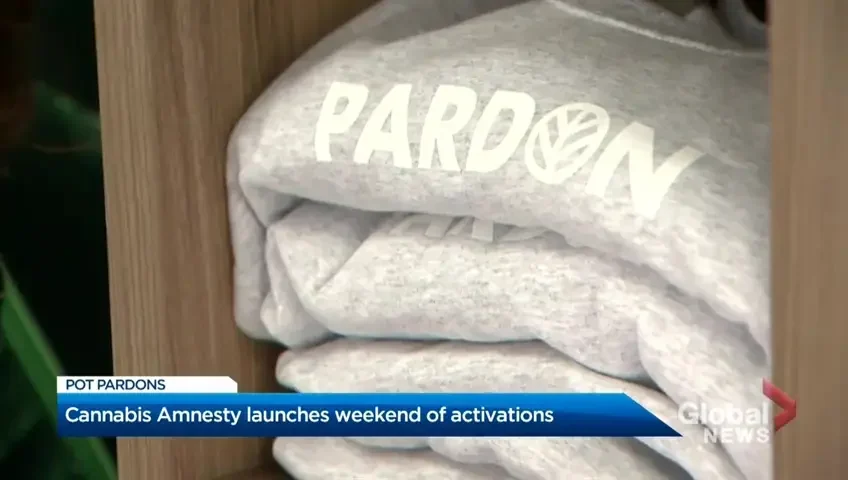 PARDON
POT PARDONS
Cannabis Amnesty launches weekend of activations
Global
NEWS